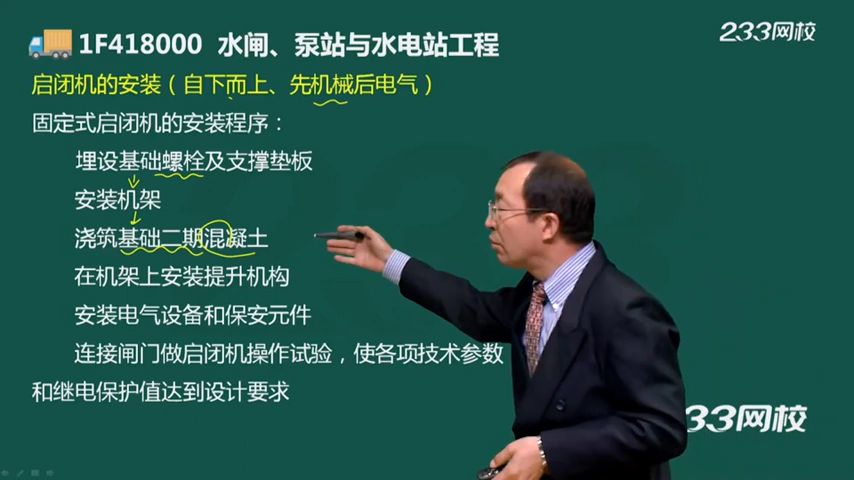 233网校
1F418000 水闸、泵站与水电站工程
启闭机的安装（自下而上、先机械后电气）
固定式启闭机的安装程序：
埋设基础螺栓及支撑垫板
安装机架
浇筑基础二期混凝土
在机架上安装提升机构
安装电气设备和保安元件
连接闸门做启闭机操作试验，使各项技术参数
和继电保护值达到设计要求
233网校